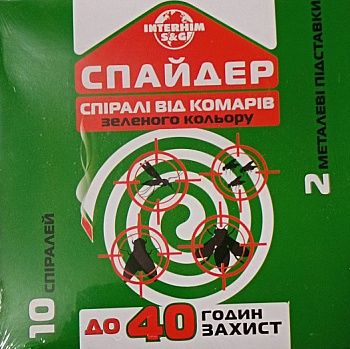 INTERHIM
S&G
СПАЙДЕР
СПІРАЛІ ВІД КОМАРІВ
зеленого кольору
2 МЕТАЛЕВІ ПІДСТАВКИ
10 СПІРАЛЕЙ
ДО 40 ГОДИН
ЗАХИСТ